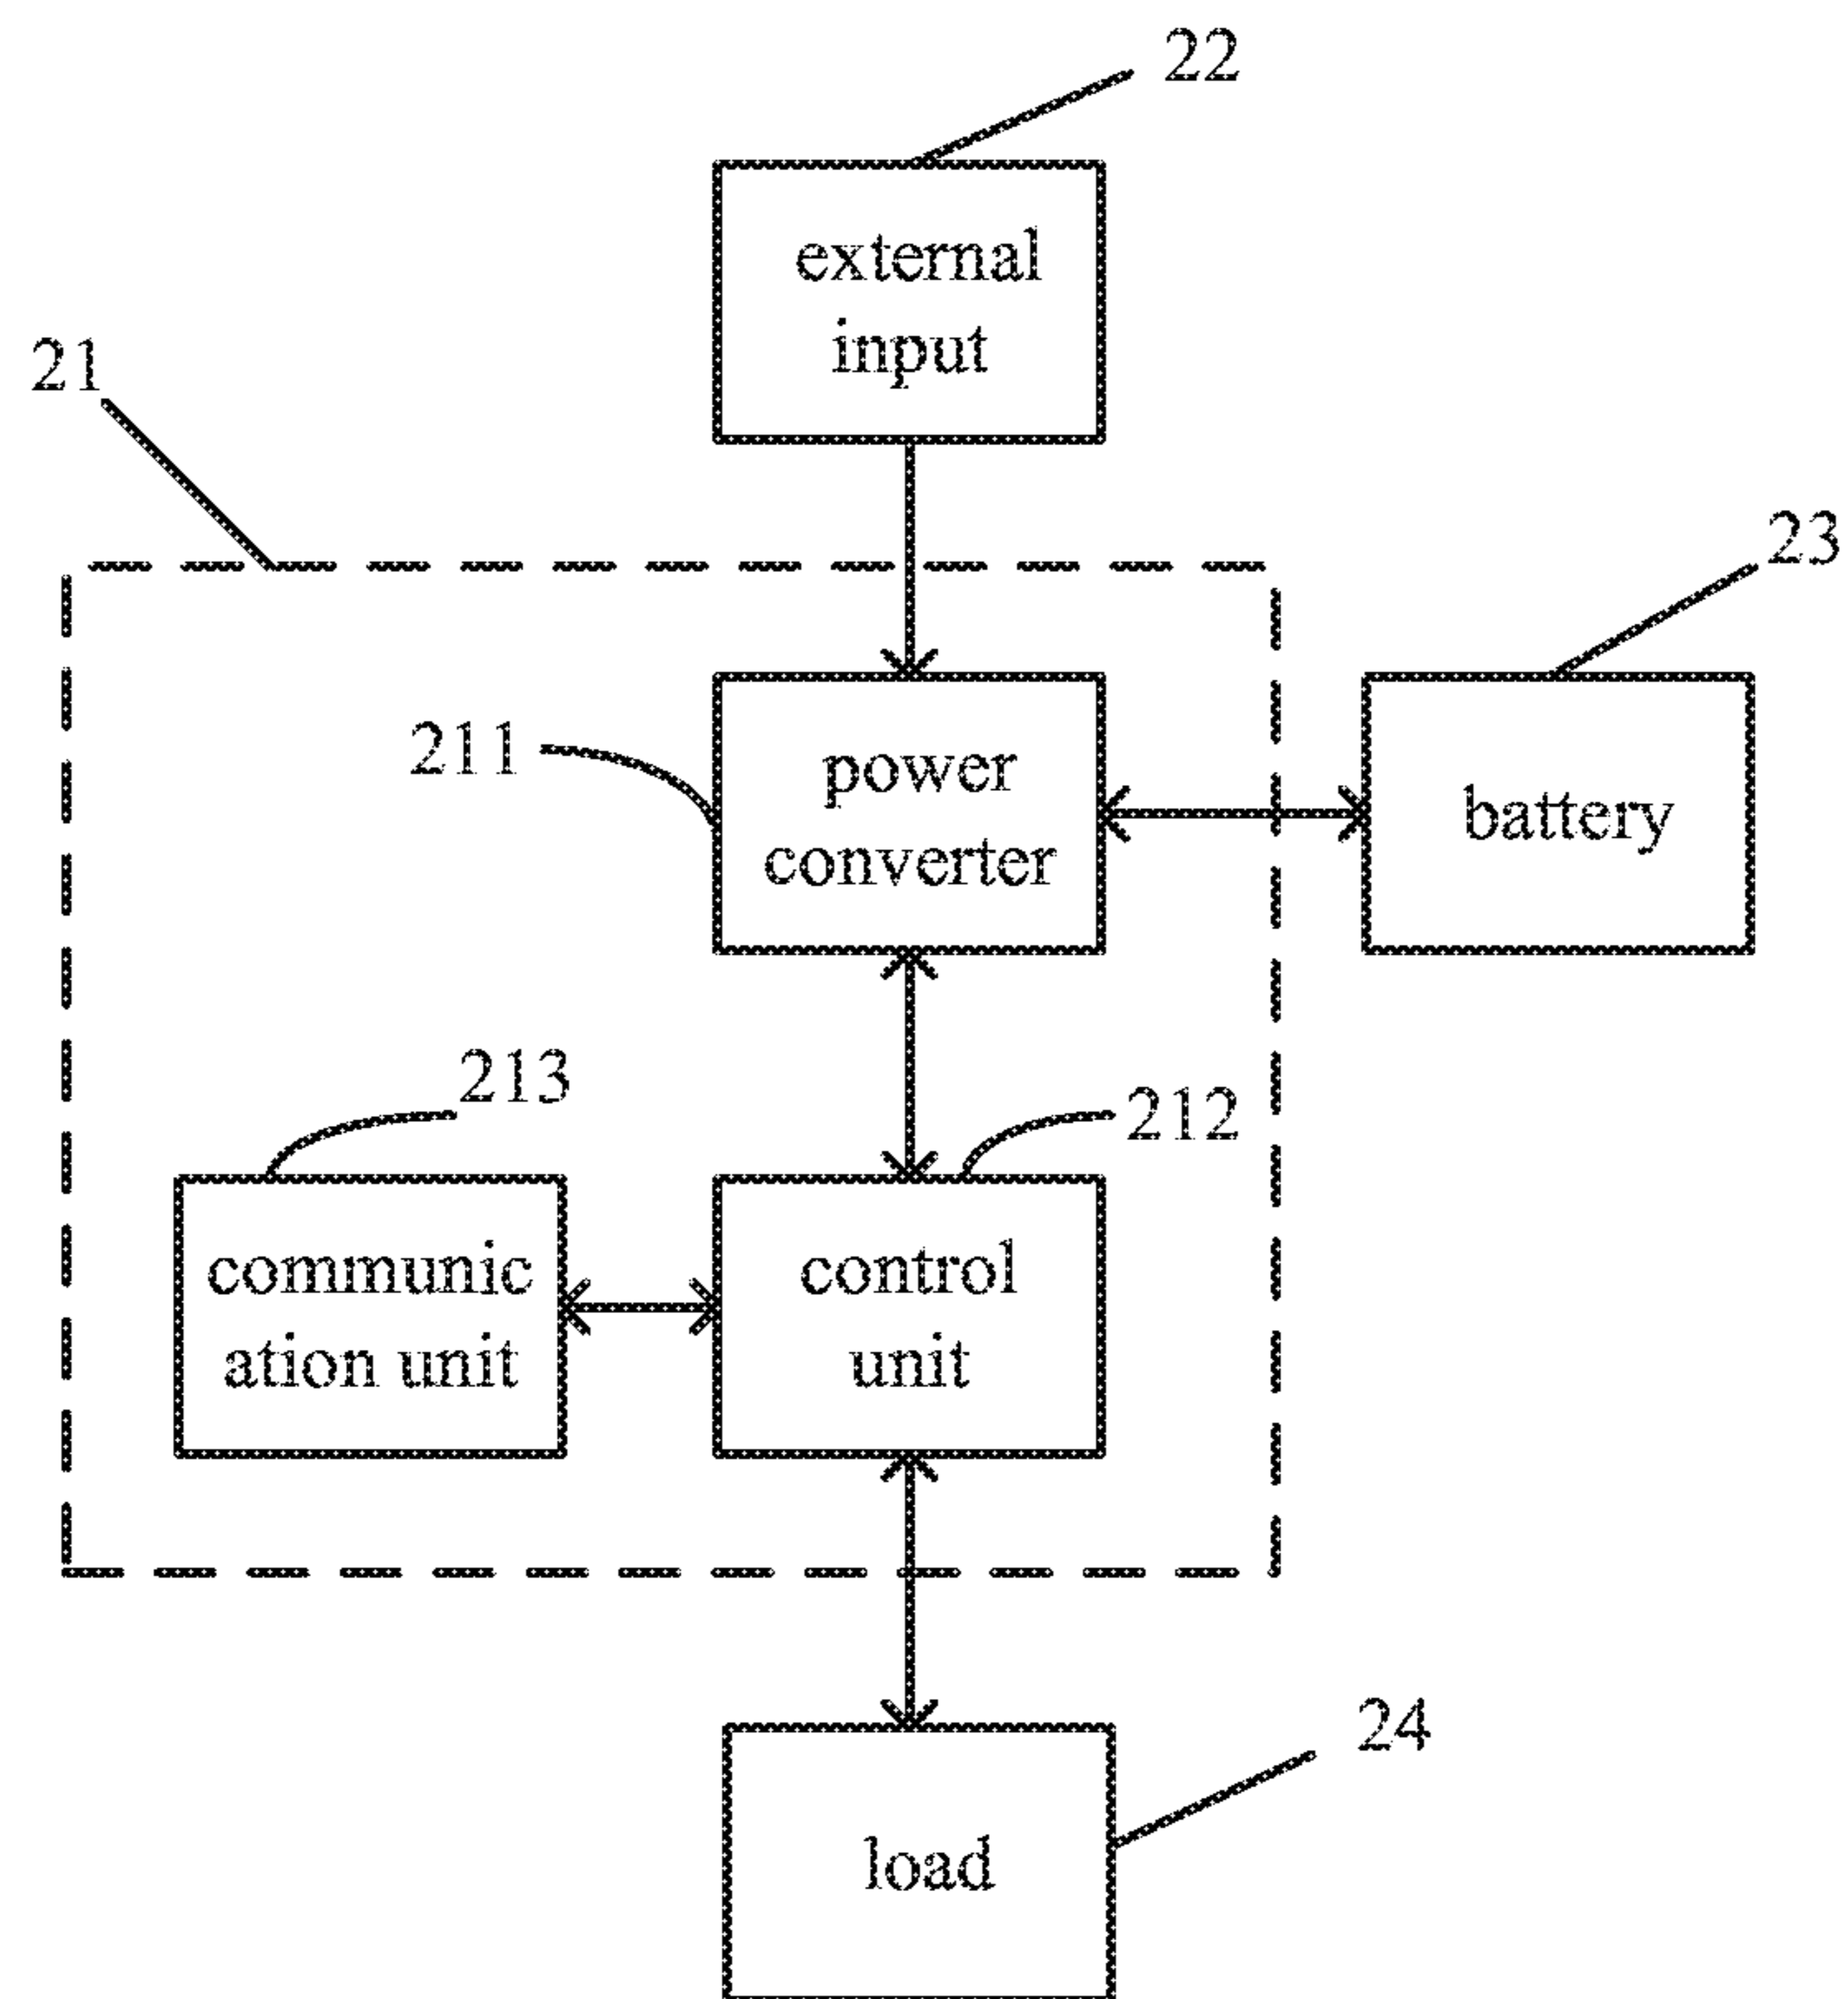 22
external
input
21
23
211
power
converter
battery
213
212
communic
ation unit
control
unit
24
load